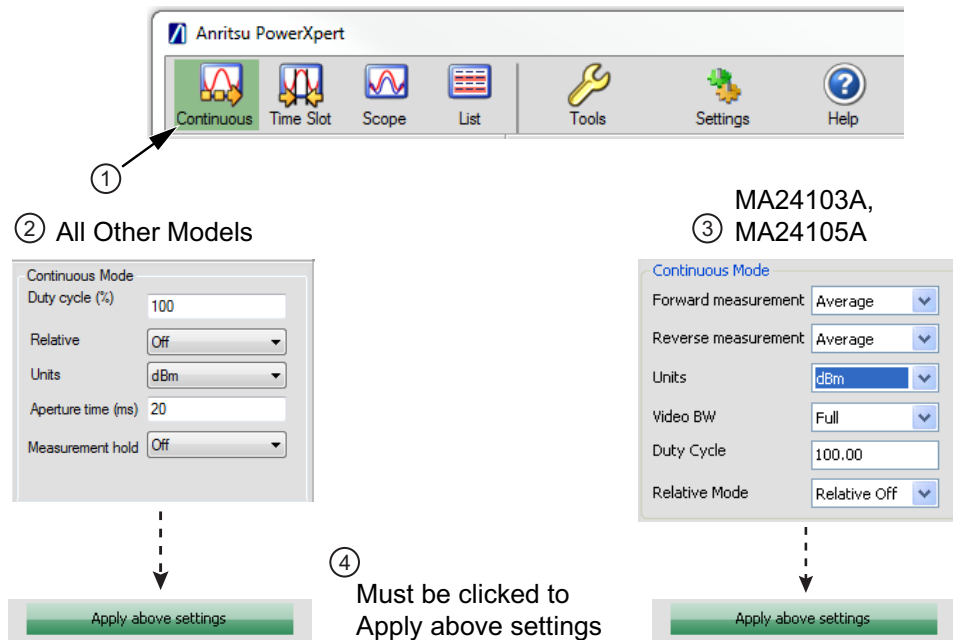 Anritsu PowerXpert
Continuous
Time Slot
Scope
List
Tools
Settings
Help
1
2 All Other Models
MA24103A,
3 MA24105A
Continuous Mode
Duty cycle (%) 100
Relative Off
Units dBm
Aperture time (ms) 20
Measurement hold Off
Apply above settings
Continuous Mode
Forward measurement Average
Reverse measurement Average
Units dBm
Video BW Full
Duty Cycle 100.00
Relative Mode Relative Off
Apply above settings
4
Must be clicked to
Apply above settings